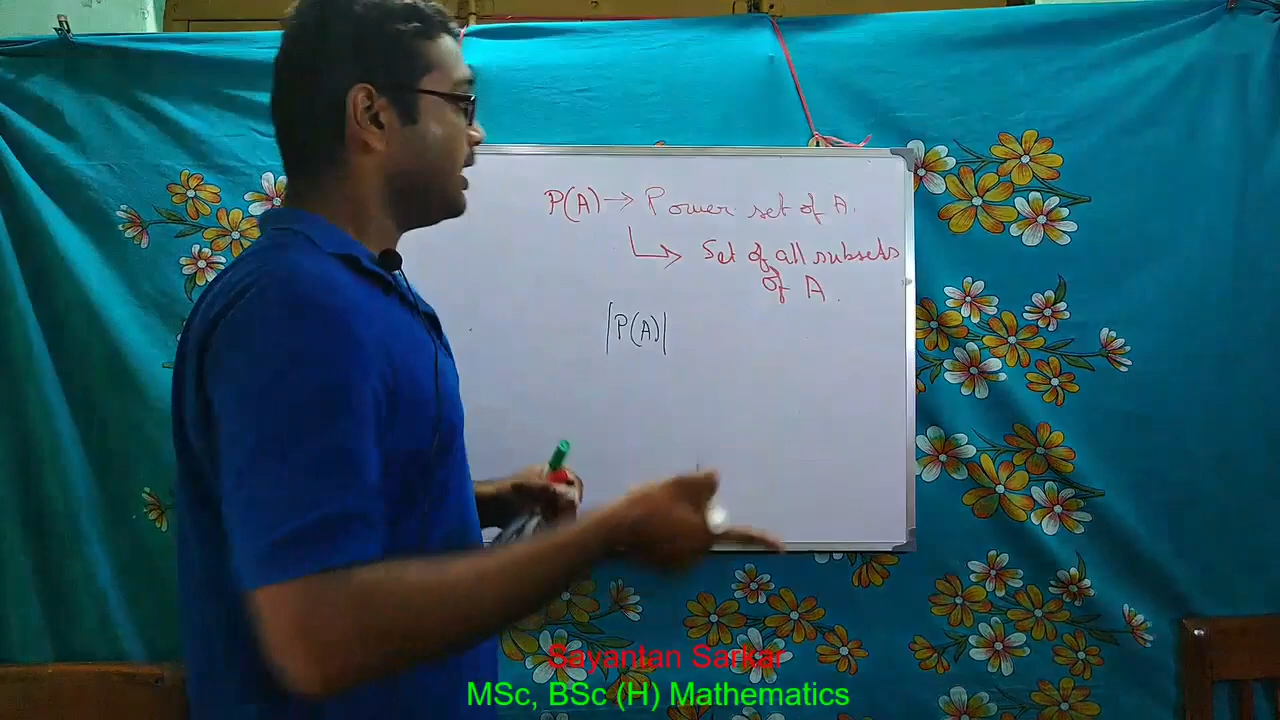 P(A) → Power set of A.
↳ Set of all subsets
of A.
|P(A)|
Sayantan Sarkar
MSc, BSc (H) Mathematics